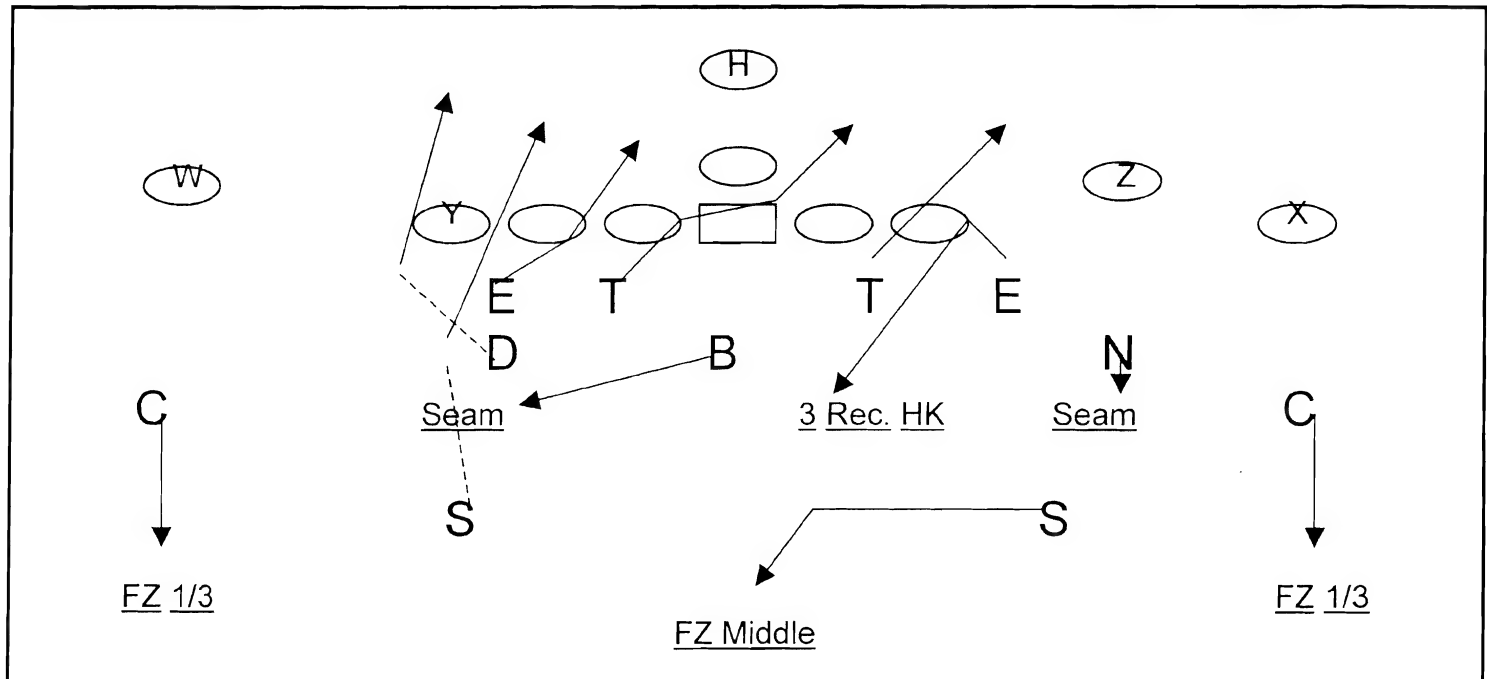 H
W Z
Y X
E T T E
D B N
C Seam 3 Rec. HK Seam C
S S
FZ 1/3 FZ 1/3
FZ Middle